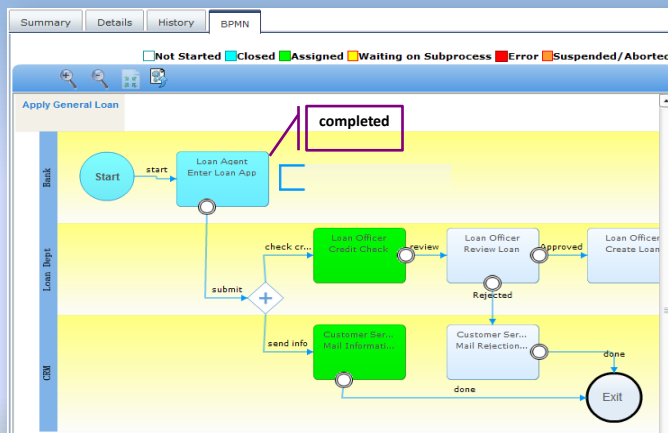 Summary
Details
History
BPMN
Not Started Closed Assigned Waiting on Subprocess Error Suspended/Aborted
Apply General Loan
completed
Bank
Start
start
Loan Agent
Enter Loan App
Loan Dept
submit
check cr...
Loan Officer
Credit Check
review
Loan Officer
Review Loan
Approved
Loan Officer
Create Loan
Rejected
CRM
send info
Customer Ser...
Mail Informati...
Customer Ser...
Mail Rejection...
done
done
Exit